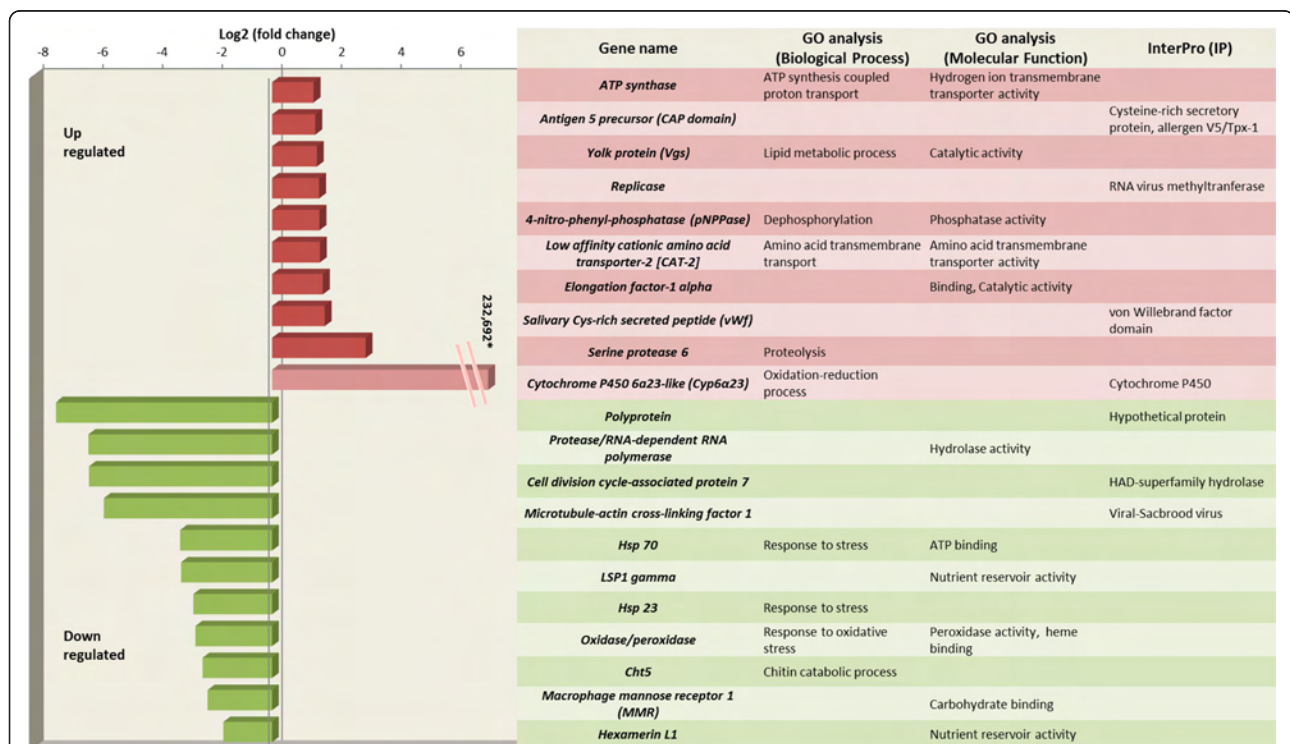 Log2 (fold change)
-8 -6 -4 -2 0 2 4 6
Up
regulated
232,692*
Down
regulated
Gene name
GO analysis
(Biological Process)
GO analysis
(Molecular Function)
InterPro (IP)
ATP synthase
ATP synthesis coupled
proton transport
Hydrogen ion transmembrane
transporter activity
Antigen 5 precursor (CAP domain)
Cysteine-rich secretory
protein, allergen V5/Tpx-1
Yolk protein (Vgs)
Lipid metabolic process
Catalytic activity
Replicase
RNA virus methyltranferase
4-nitro-phenyl-phosphatase (pNPPase)
Dephosphorylation
Phosphatase activity
Low affinity cationic amino acid
transporter-2 [CAT-2]
Amino acid transmembrane
transport
Amino acid transmembrane
transporter activity
Elongation factor-1 alpha
Binding, Catalytic activity
Salivary Cys-rich secreted peptide (vWf)
von Willebrand factor
domain
Serine protease 6
Proteolysis
Cytochrome P450 6a23-like (Cyp6α23)
Oxidation-reduction
process
Cytochrome P450
Polyprotein
Hypothetical protein
Protease/RNA-dependent RNA
polymerase
Hydrolase activity
Cell division cycle-associated protein 7
HAD-superfamily hydrolase
Microtubule-actin cross-linking factor 1
Viral-Sacbrood virus
Hsp 70
Response to stress
ATP binding
LSP1 gamma
Nutrient reservoir activity
Hsp 23
Response to stress
Oxidase/peroxidase
Response to oxidative
stress
Peroxidase activity, heme
binding
Cht5
Chitin catabolic process
Macrophage mannose receptor 1
(MMR)
Carbohydrate binding
Hexamerin L1
Nutrient reservoir activity